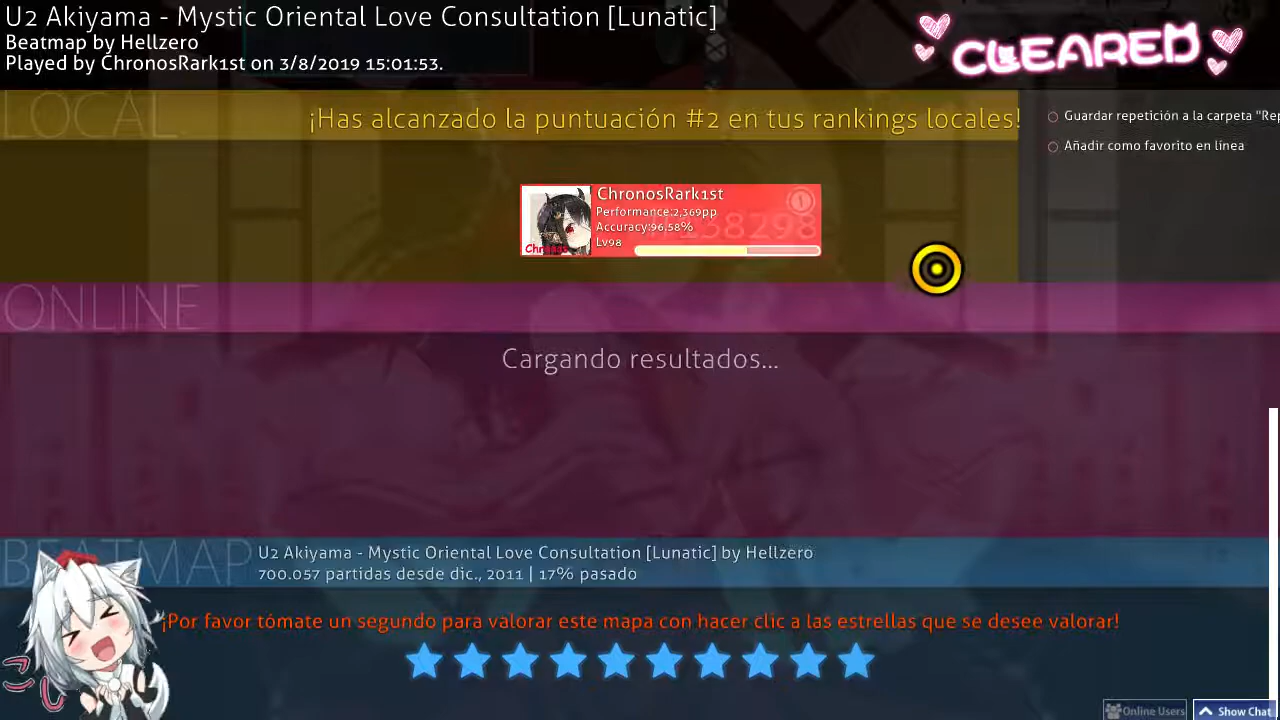 U2 Akiyama - Mystic Oriental Love Consultation [Lunatic]
Beatmap by Hellzero
Played by ChronosRark1st on 3/8/2019 15:01:53.
CLEARED
LOCAL
¡Has alcanzado la puntuación #2 en tus rankings locales!
Guardar repetición a la carpeta "Rep
Añadir como favorito en línea
ChronosRark1st
Performance:2,369pp
Accuracy:96.58%
Lv98
#238298
Chronos
ONLINE
Cargando resultados...
BEATMAP
U2 Akiyama - Mystic Oriental Love Consultation [Lunatic] by Hellzero
700.057 partidas desde dic., 2011 | 17% pasado
¡Por favor tómate un segundo para valorar este mapa con hacer clic a las estrellas que se desee valorar!
Online Users
Show Chat